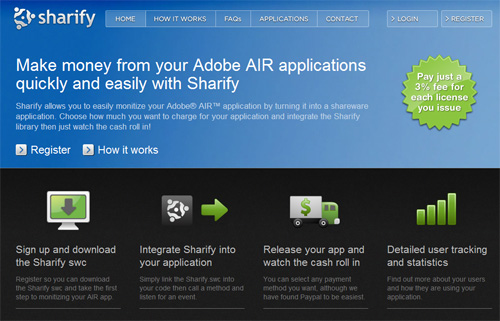 sharify
HOME
HOW IT WORKS
FAQs
APPLICATIONS
CONTACT
> LOGIN
> REGISTER
Make money from your Adobe AIR applications
quickly and easily with Sharify
Sharify allows you to easily monitize your Adobe® AIR™ application by turning it into a shareware
application. Choose how much you want to charge for your application and integrate the Sharify
library then just watch the cash roll in!
Register
How it works
Pay just a
3% fee for
each license
you issue
Sign up and download
the Sharify swc
Register so you can download
the Sharify swc and take the first
step to monitizing your AIR app.
Integrate Sharify into
your application
Simply link the Sharify swc into
your code then call a method and
listen for an event.
$
Release your app and
watch the cash roll in
You can select any payment
method you want, although we
have found Paypal to be easiest.
Detailed user tracking
and statistics
Find out more about your users
and how they are using your
application.